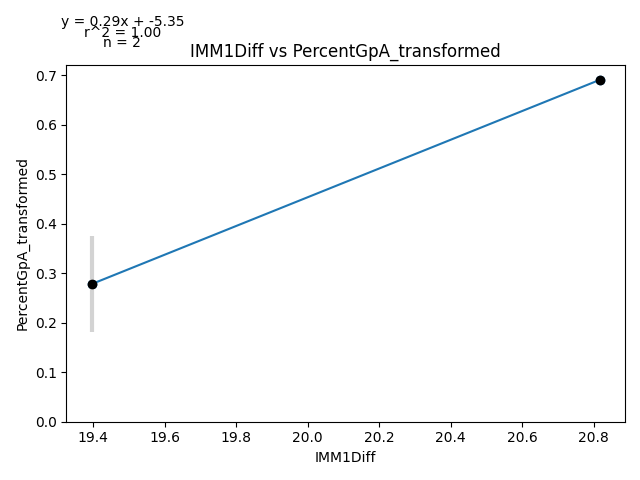 y = 0.29x + -5.35
r^2 = 1.00
n = 2
IMM1Diff vs PercentGpA_transformed
0.7
0.6
0.5
0.4
0.3
0.2
0.1
0.0
PercentGpA_transformed
19.4 19.6 19.8 20.0 20.2 20.4 20.6 20.8
IMM1Diff